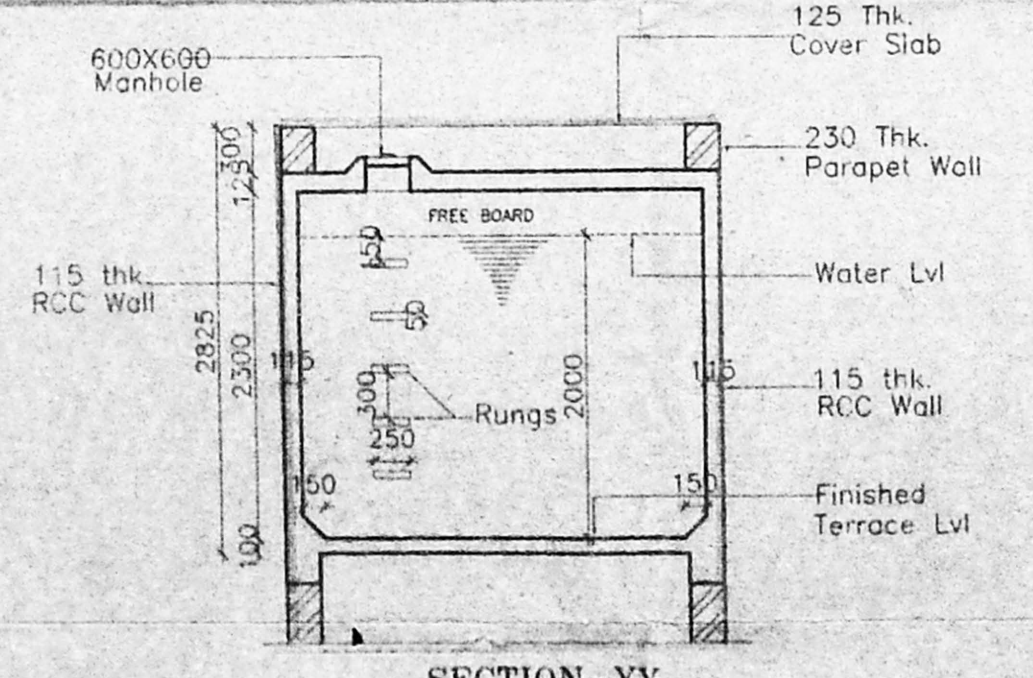 125 Thk.
Cover Slab
600X600
Manhole
300
125
230 Thk.
Parapet Wall
FREE BOARD
150
Water Lvl
115 thk.
RCC Wall
50
2825
2300
115
115
300
2000
115 thk.
RCC Wall
Rungs
250
150
150
Finished
Terrace Lvl
100